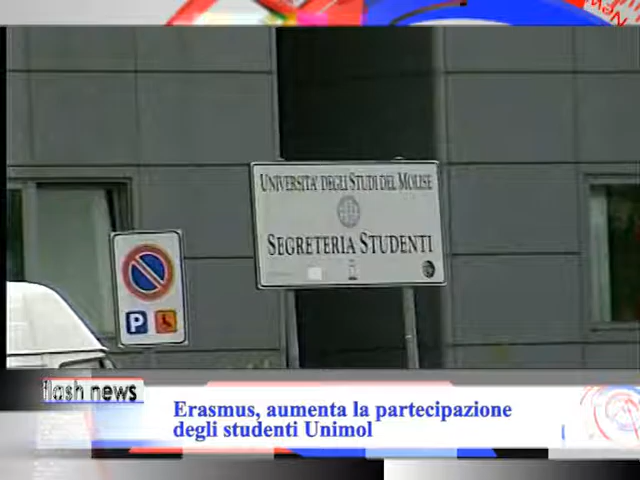 UNIVERSITA' DEGLI STUDI DEL MOLISE
SEGRETERIA STUDENTI
P
flash news
Erasmus, aumenta la partecipazione
degli studenti Unimol